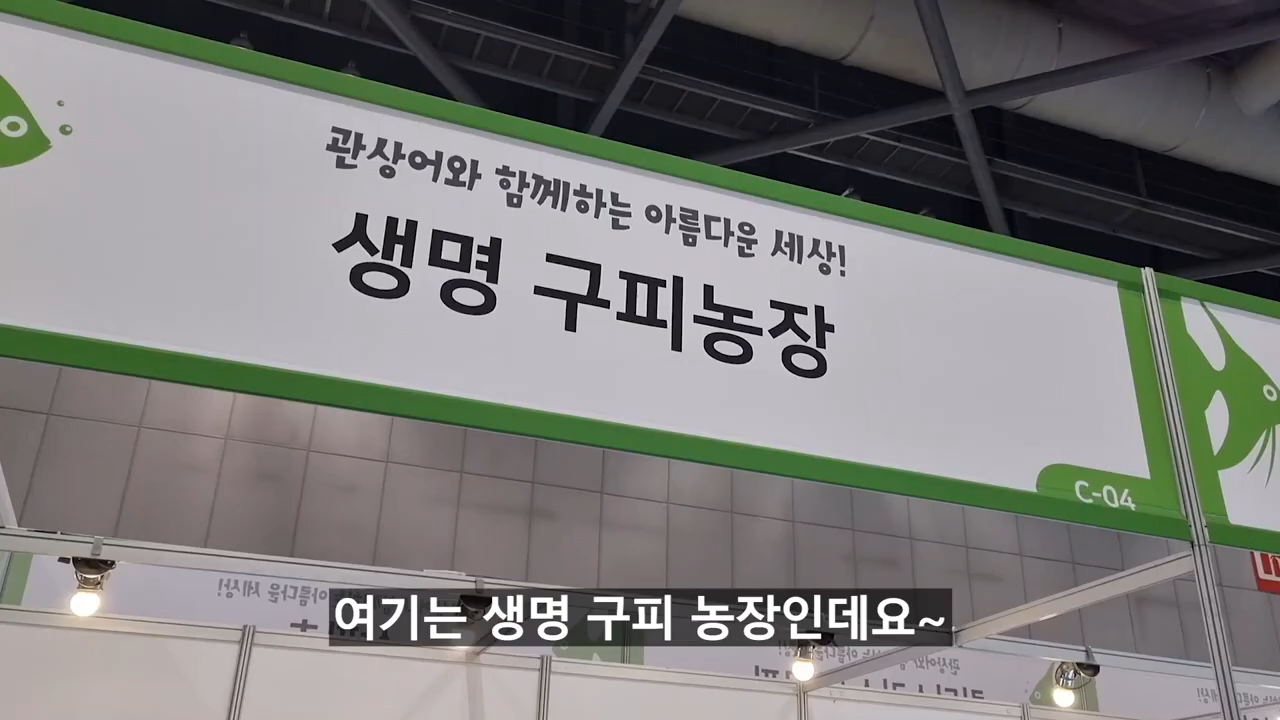 관상어와 함께하는 아름다운 세상!
생명 구피농장
C-04
여기는 생명 구피 농장인데요~